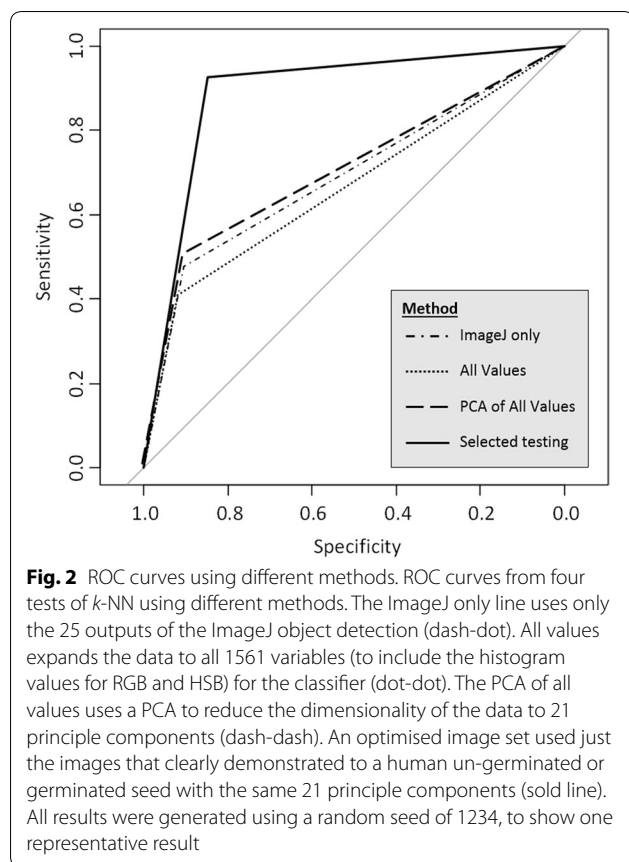 1.0
0.8
0.6
0.4
0.2
0.0
Sensitivity
Method
ImageJ only
All Values
PCA of All Values
Selected testing
1.0 0.8 0.6 0.4 0.2 0.0
Specificity
Fig. 2 ROC curves using different methods. ROC curves from four
tests of k-NN using different methods. The ImageJ only line uses only
the 25 outputs of the ImageJ object detection (dash-dot). All values
expands the data to all 1561 variables (to include the histogram
values for RGB and HSB) for the classifier (dot-dot). The PCA of all
values uses a PCA to reduce the dimensionality of the data to 21
principle components (dash-dash). An optimised image set used just
the images that clearly demonstrated to a human un-germinated or
germinated seed with the same 21 principle components (sold line).
All results were generated using a random seed of 1234, to show one
representative result